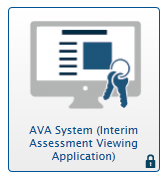 AVA System (Interim
Assessment Viewing
Application)